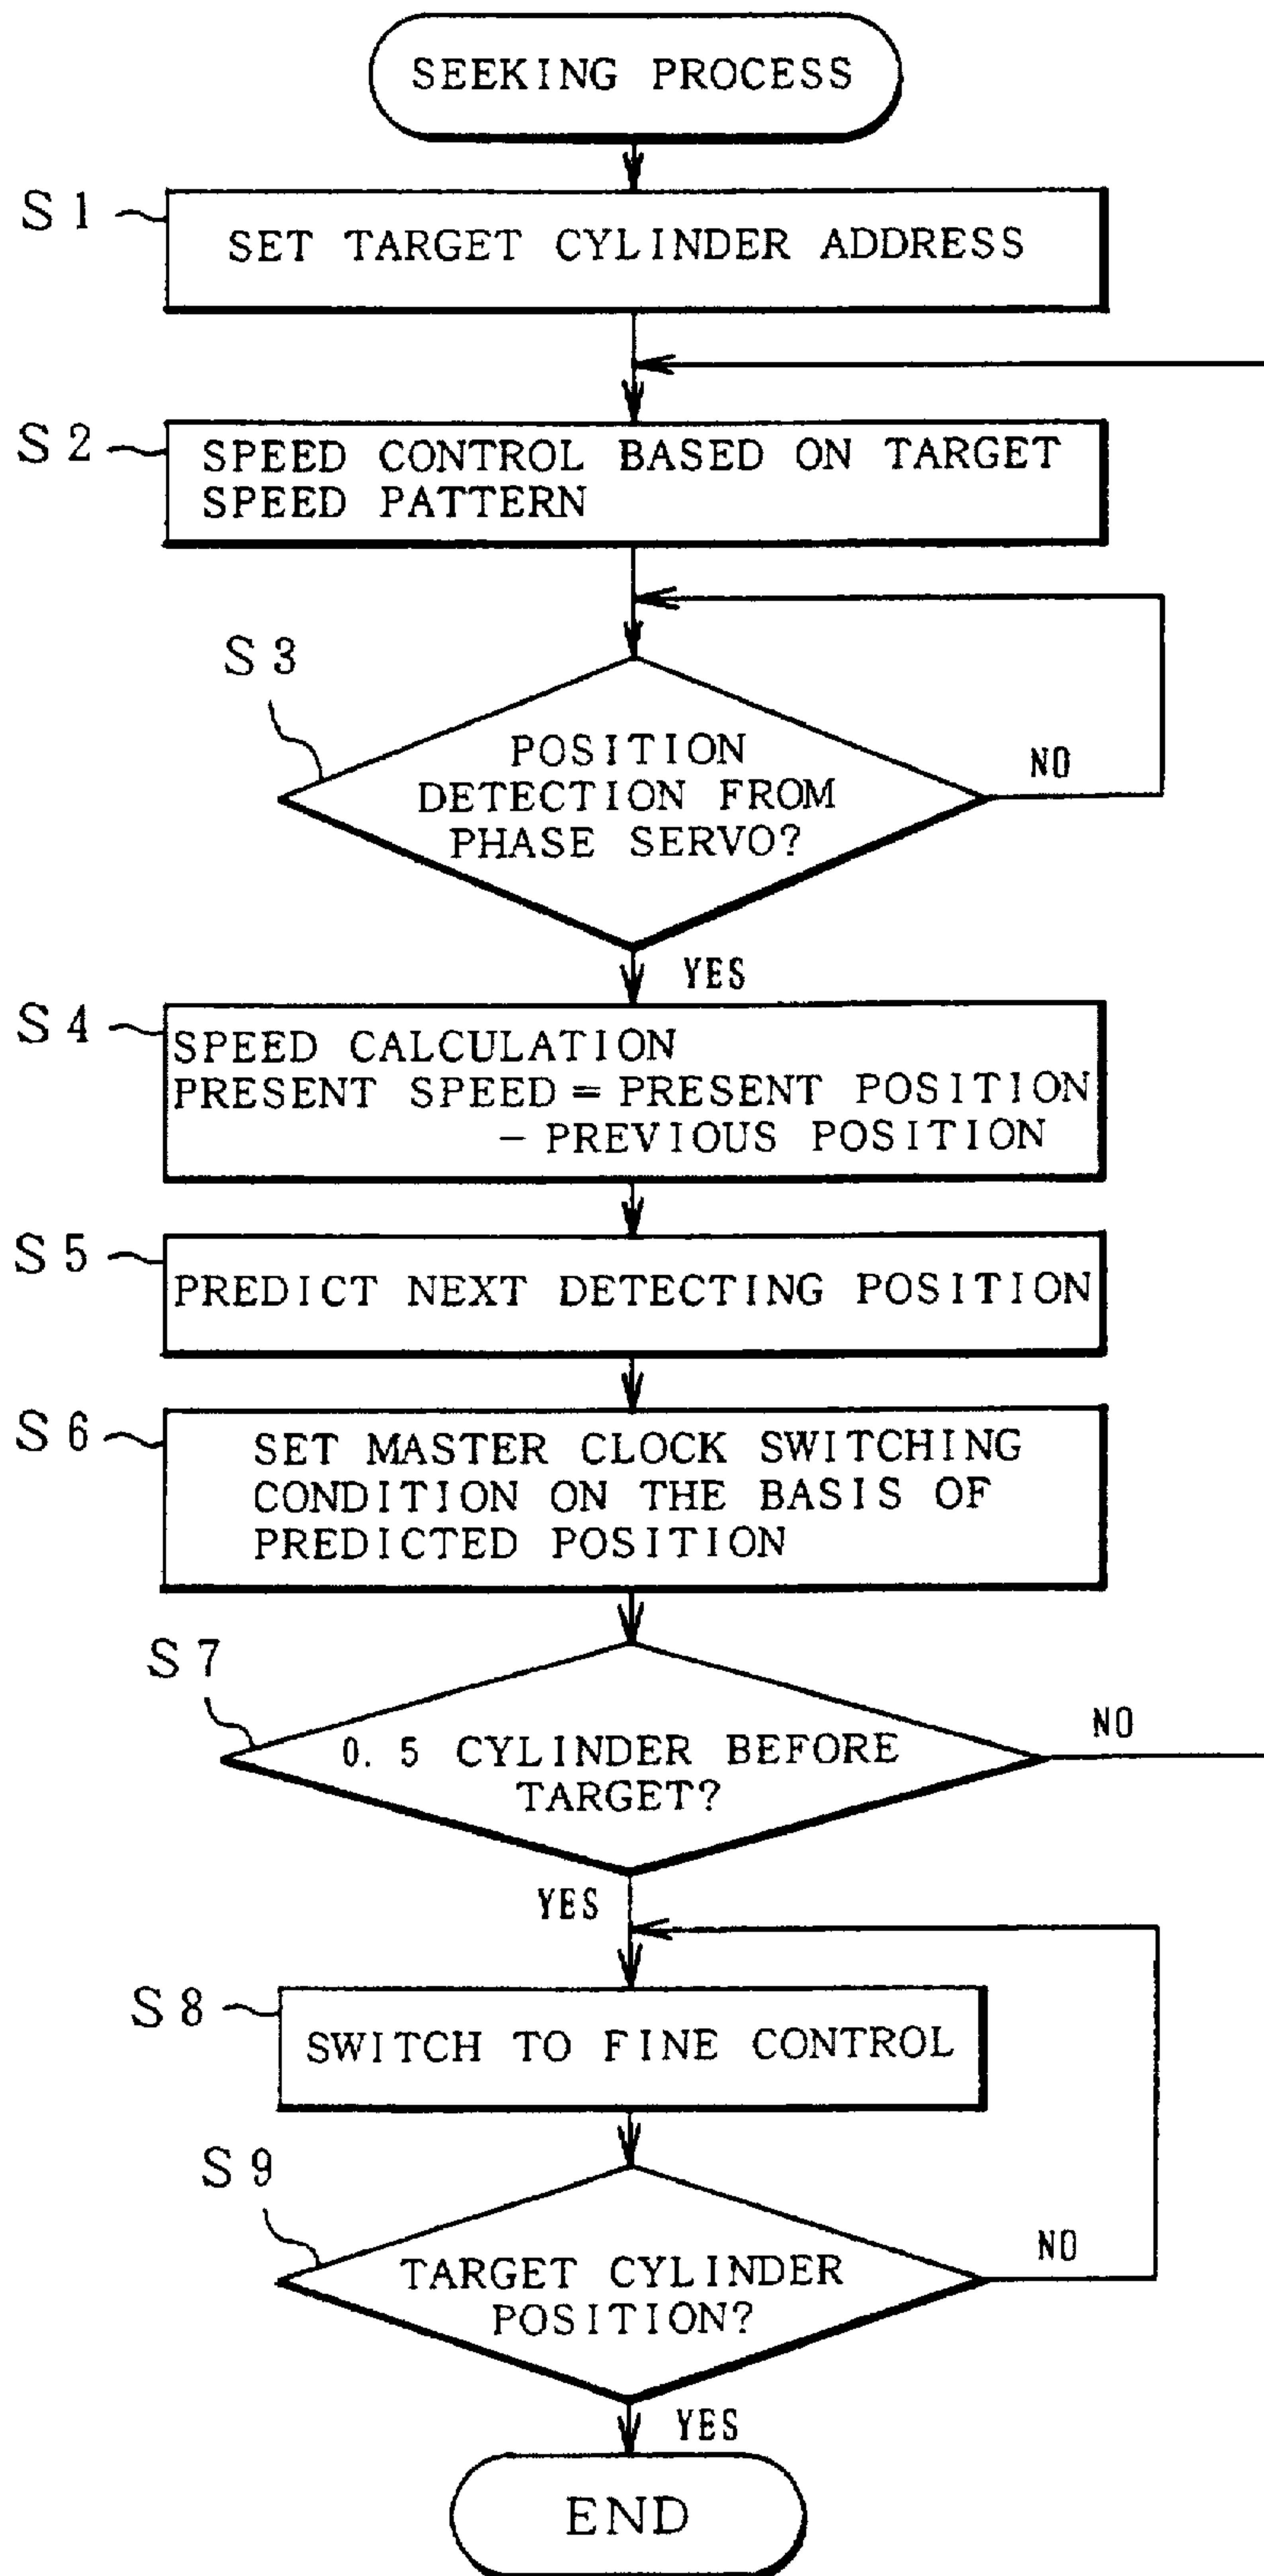 SEEKING PROCESS
S1
SET TARGET CYLINDER ADDRESS
S2
SPEED CONTROL BASED ON TARGET
SPEED PATTERN
S3
POSITION
DETECTION FROM
PHASE SERVO?
NO
YES
S4
SPEED CALCULATION
PRESENT SPEED = PRESENT POSITION
- PREVIOUS POSITION
S5
PREDICT NEXT DETECTING POSITION
S6
SET MASTER CLOCK SWITCHING
CONDITION ON THE BASIS OF
PREDICTED POSITION
S7
0.5 CYLINDER BEFORE
TARGET?
NO
YES
S8
SWITCH TO FINE CONTROL
S9
TARGET CYLINDER
POSITION?
NO
YES
END